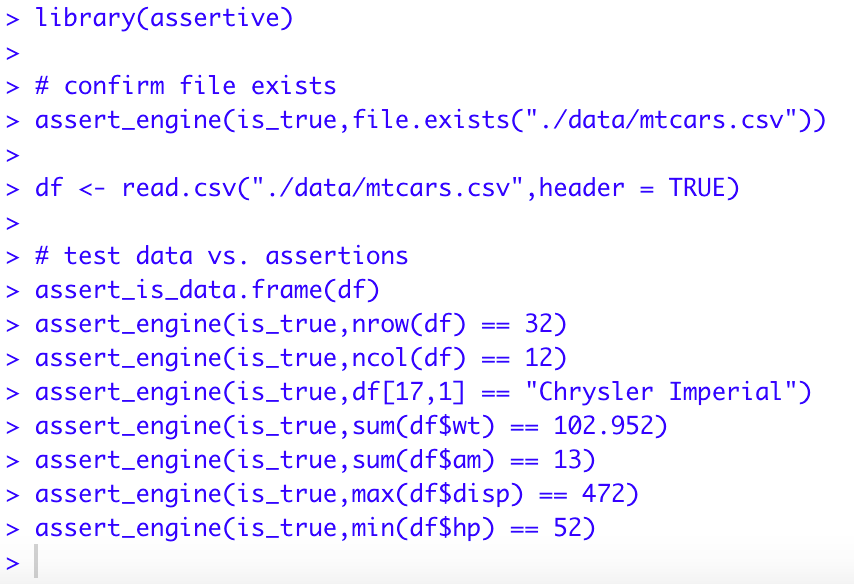 > library(assertive)
>
> # confirm file exists
> assert_engine(is_true,file.exists("./data/mtcars.csv"))
>
> df <- read.csv("./data/mtcars.csv",header = TRUE)
>
> # test data vs. assertions
> assert_is_data.frame(df)
> assert_engine(is_true,nrow(df) == 32)
> assert_engine(is_true,ncol(df) == 12)
> assert_engine(is_true,df[17,1] == "Chrysler Imperial")
> assert_engine(is_true,sum(df$wt) == 102.952)
> assert_engine(is_true,sum(df$am) == 13)
> assert_engine(is_true,max(df$disp) == 472)
> assert_engine(is_true,min(df$hp) == 52)
>